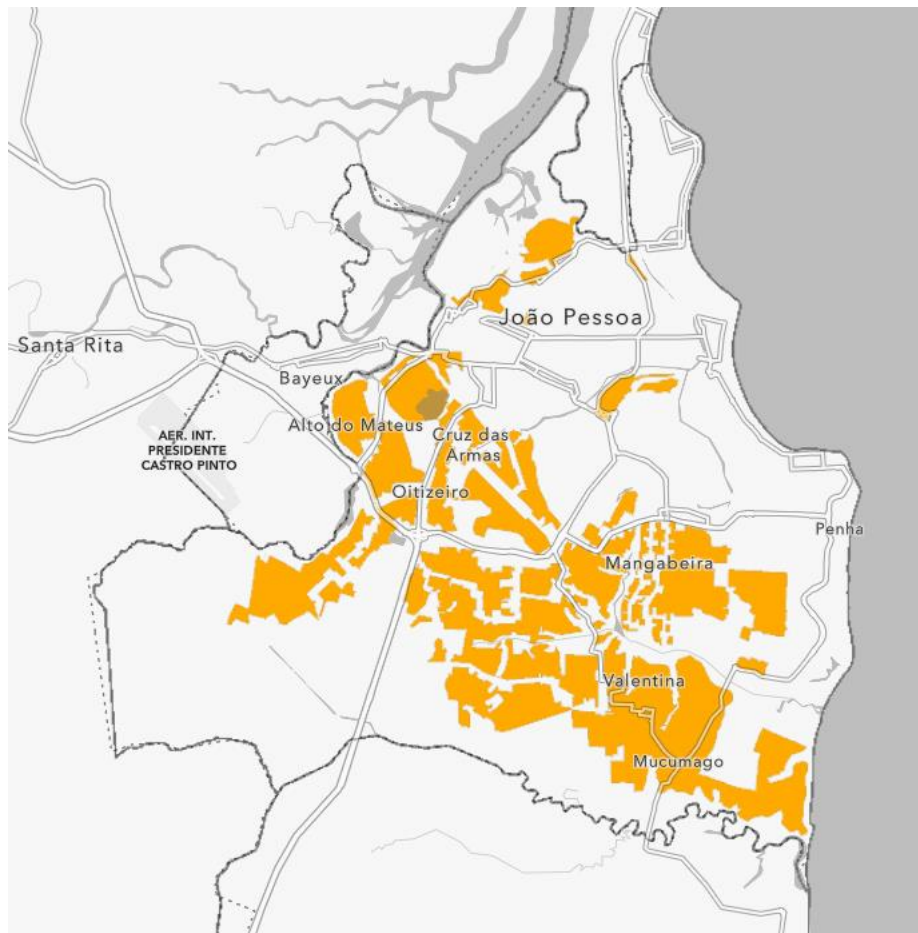 João Pessoa
Santa Rita
Bayeux
Alto do Mateus
Cruz das
Armas
AER. INT.
PRESIDENTE
CASTRO PINTO
Oitizeiro
Penha
Mangabeira
Valentina
Muçumago